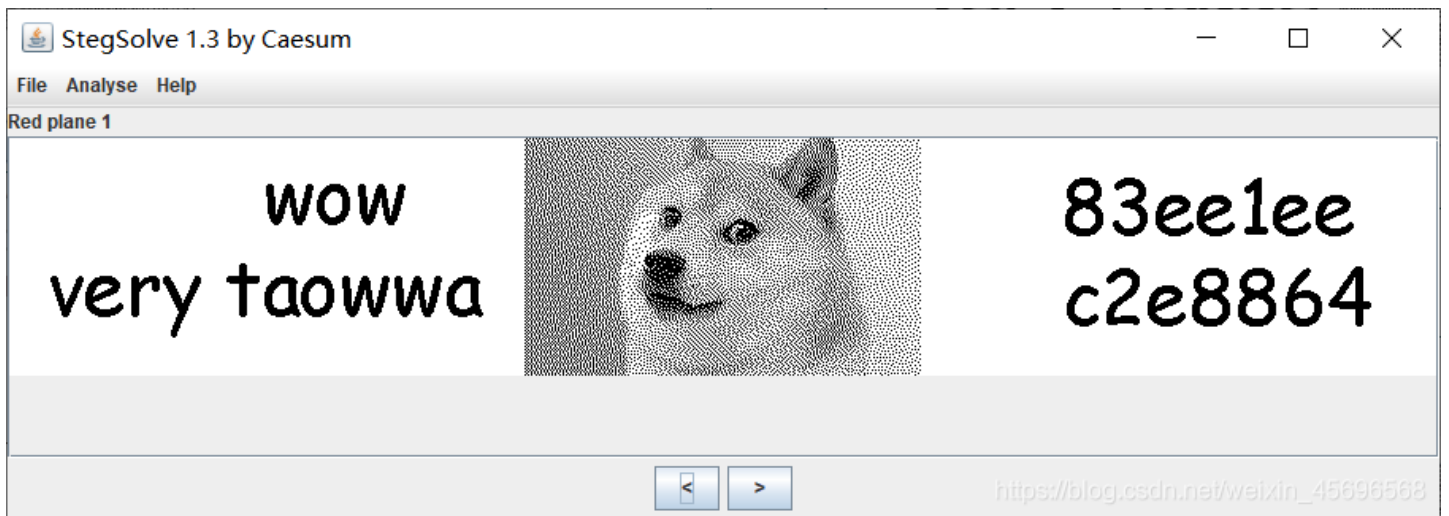 StegSolve 1.3 by Caesum
File Analyse Help
Red plane 1
wow
very taowwa
83ee1ee
c2e8864
< >
https://blog.csdn.net/weixin_45696568